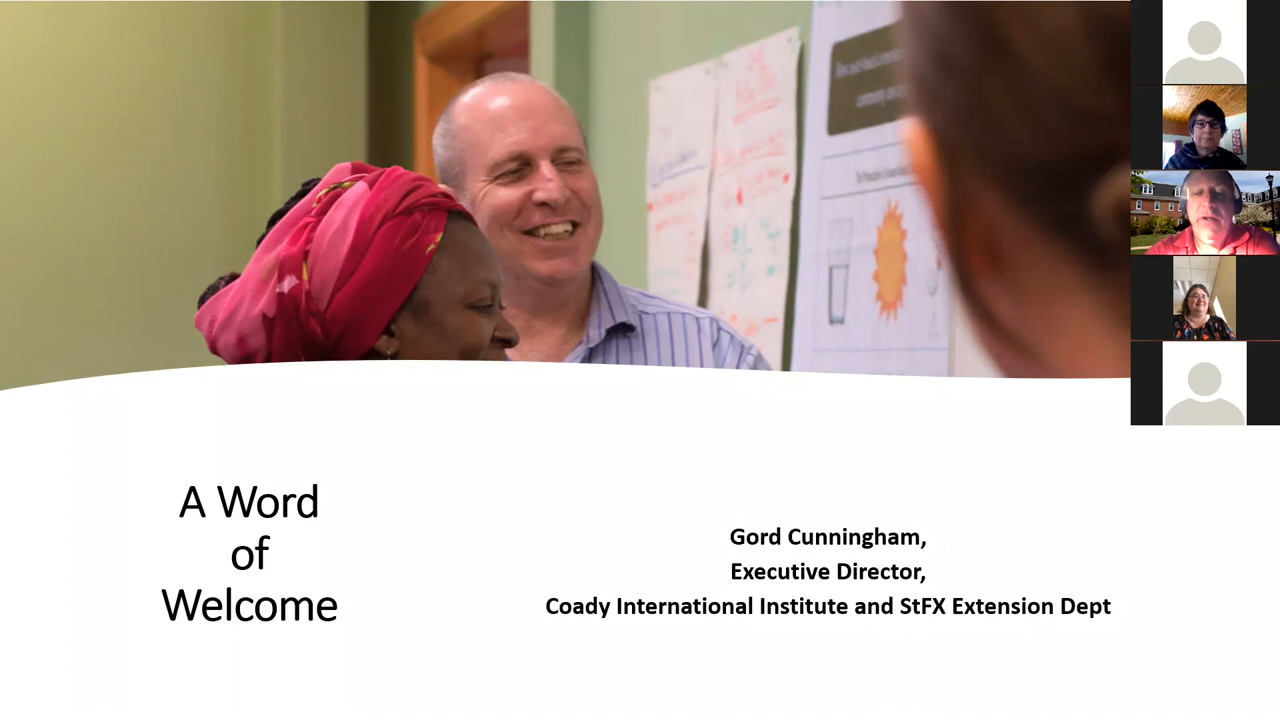 A Word
of
Welcome
Gord Cunningham,
Executive Director,
Coady International Institute and StFX Extension Dept